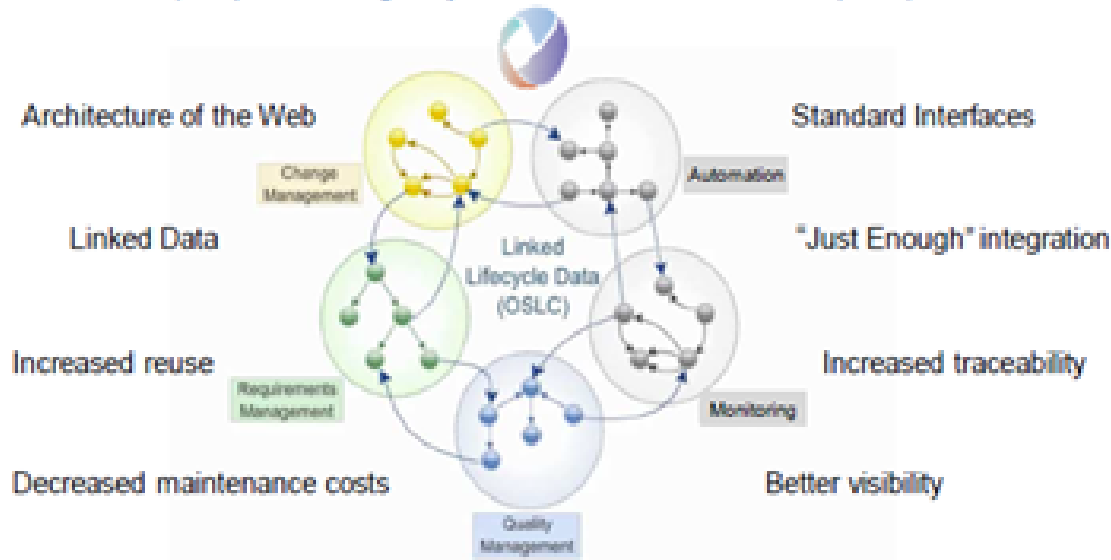 Architecture of the Web
Standard Interfaces
Change
Management
Automation
Linked Data
"Just Enough" integration
Linked
Lifecycle Data
(OSLC)
Increased reuse
Increased traceability
Requirements
Management
Monitoring
Decreased maintenance costs
Better visibility
Quality
Management